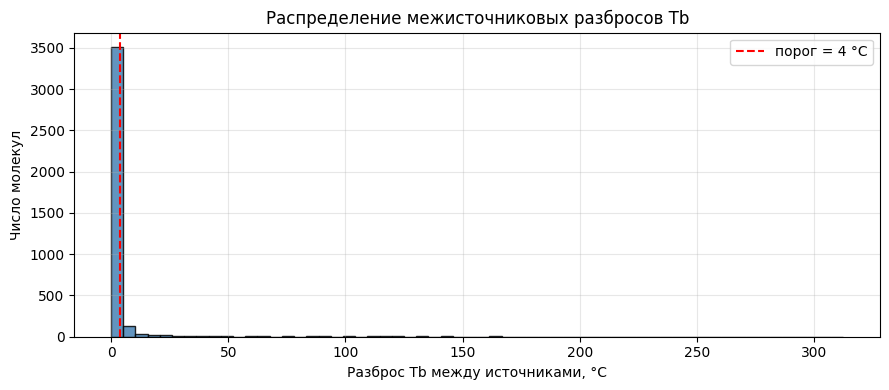 Распределение межисточниковых разбросов Tb
порог = 4 °C
Число молекул
3500
3000
2500
2000
1500
1000
500
0
0 50 100 150 200 250 300
Разброс Tb между источниками, °C